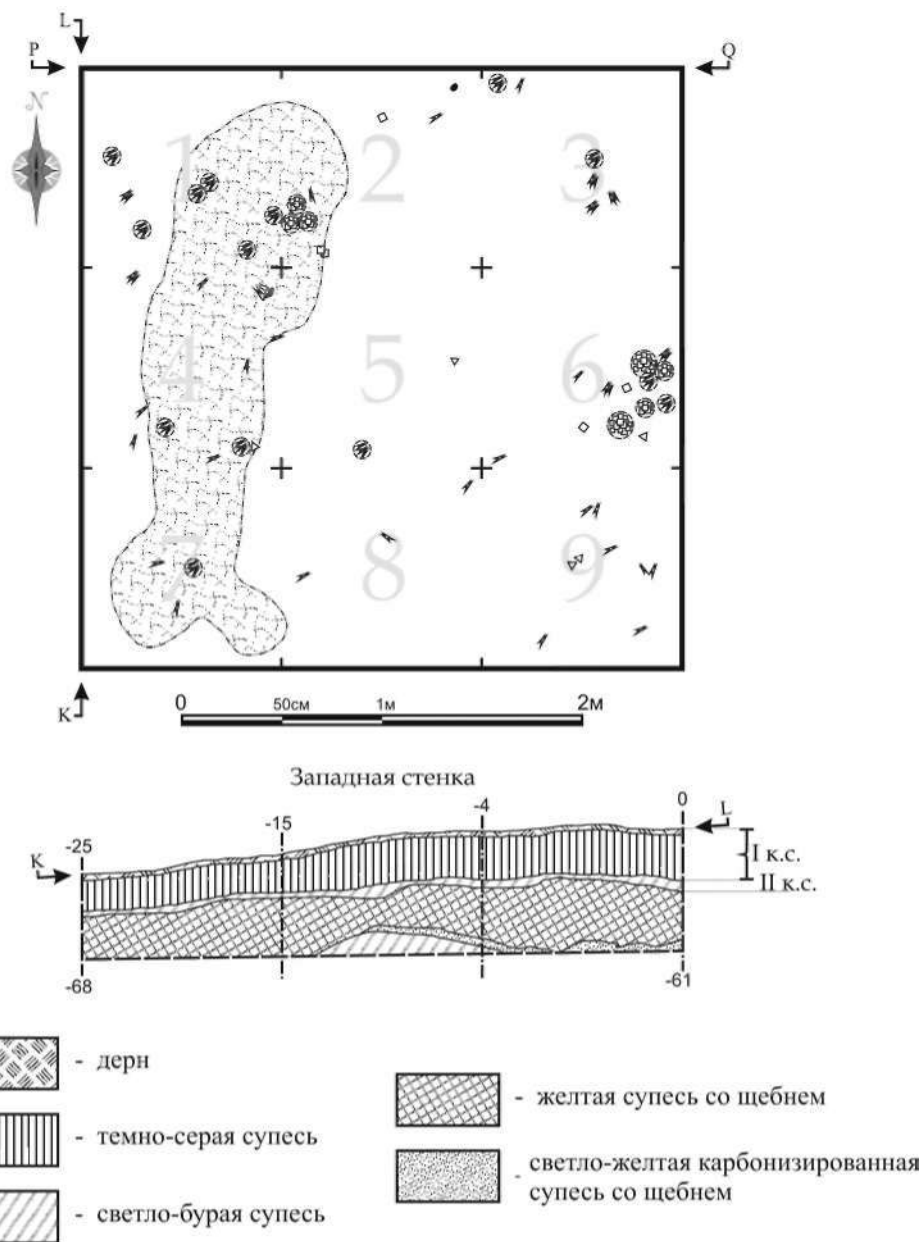 L
P Q
N
1 2 3
4 5 6
7 8 9
K
0 50см 1м 2м
Западная стенка
-25 -15 -4 0
K L
I к.с.
II к.с.
-68 -61
- дерн
- темно-серая супесь
- светло-бурая супесь
- желтая супесь со щебнем
- светло-желтая карбонизированная
супесь со щебнем